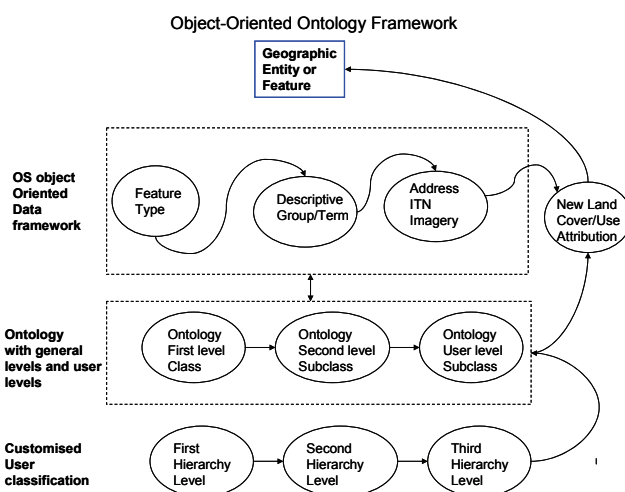 Object-Oriented Ontology Framework
Geographic
Entity or
Feature
OS object
Oriented
Data
framework
Feature
Type
Descriptive
Group/Term
Address
ITN
Imagery
New Land
Cover/Use
Attribution
Ontology
with general
levels and user
levels
Ontology
First level
Class
Ontology
Second level
Subclass
Ontology
User level
Subclass
Customised
User
classification
First
Hierarchy
Level
Second
Hierarchy
Level
Third
Hierarchy
Level